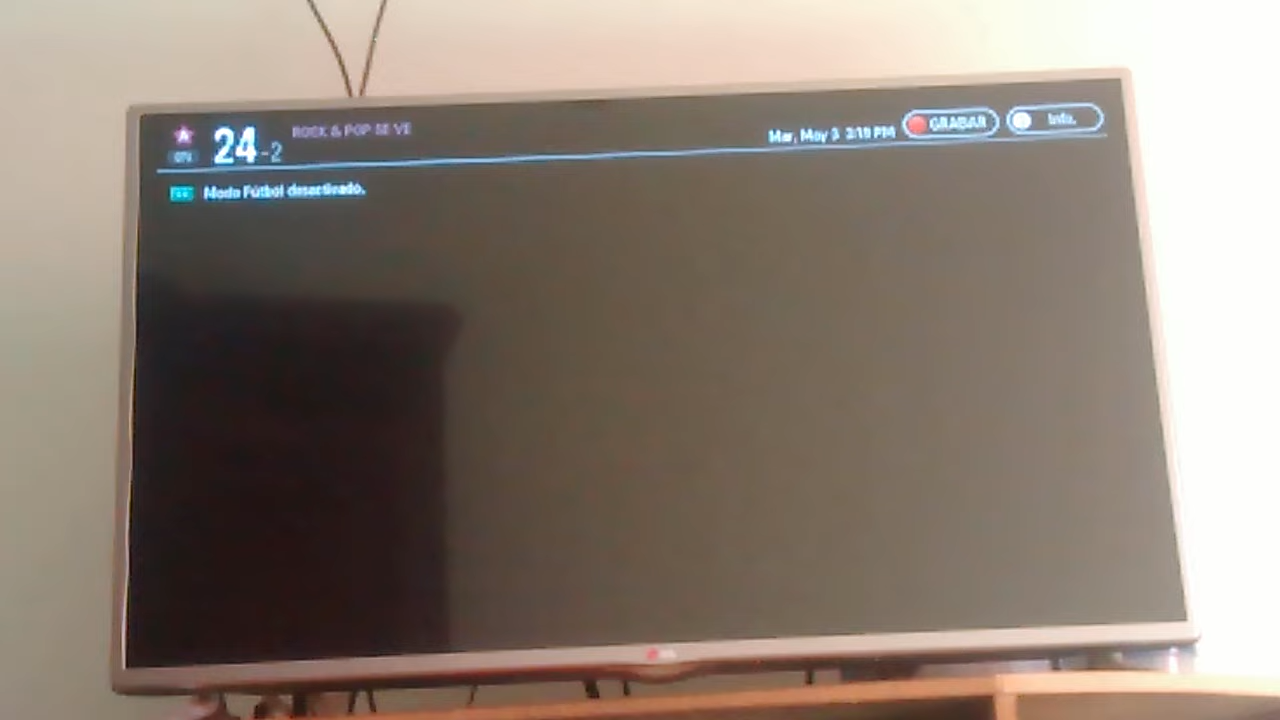 24-2
ROCK & POP SE VE
Mar, May 3 3:19 PM
GRABAR
Info.
Modo Fútbol desactivado.